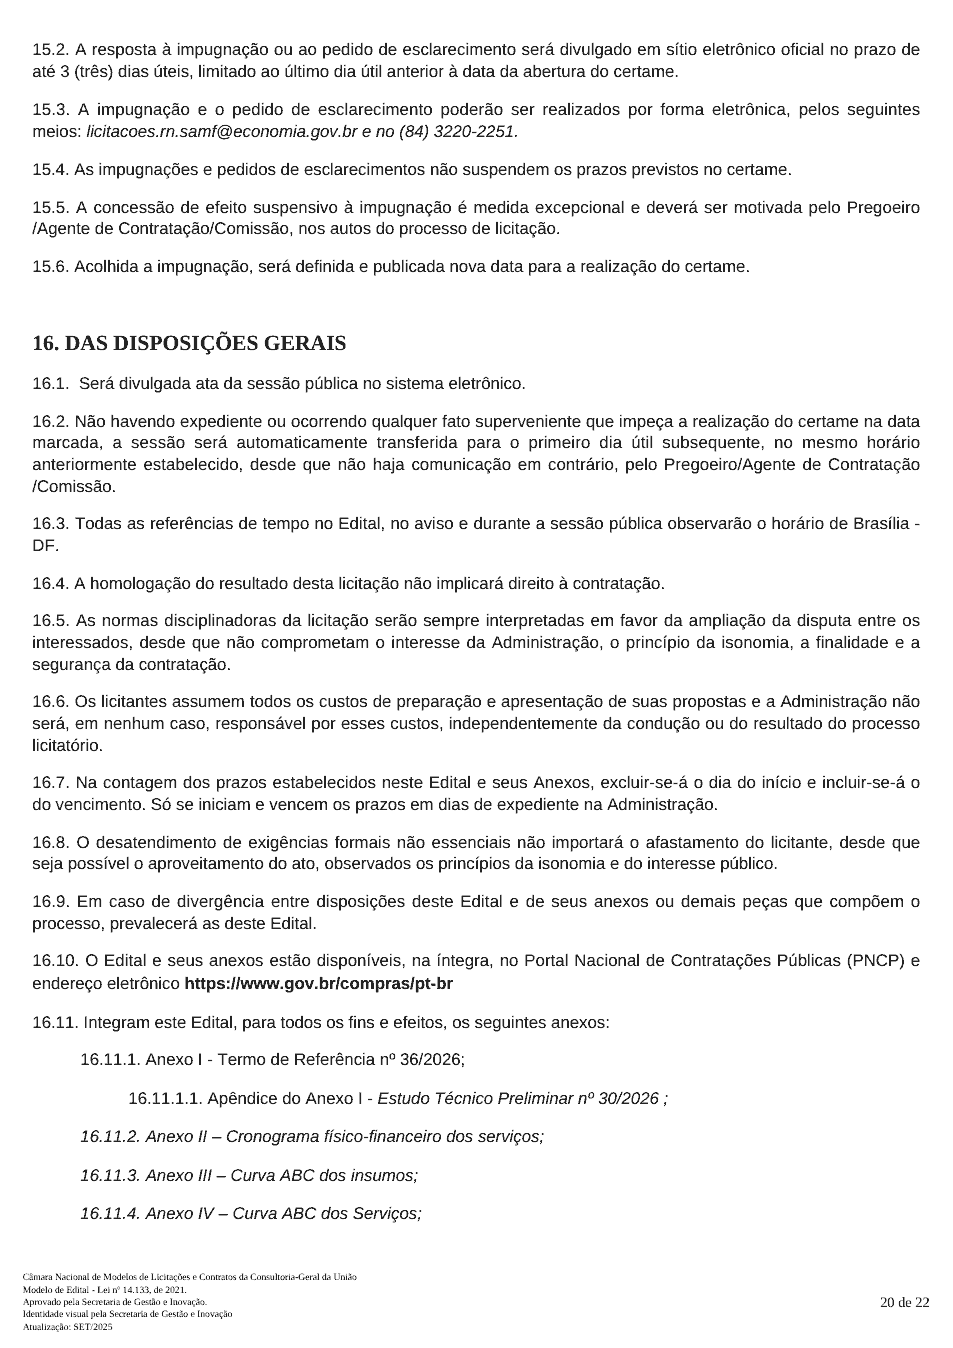 15.2. A resposta à impugnação ou ao pedido de esclarecimento será divulgado em sítio eletrônico oficial no prazo de
até 3 (três) dias úteis, limitado ao último dia útil anterior à data da abertura do certame.
15.3. A impugnação e o pedido de esclarecimento poderão ser realizados por forma eletrônica, pelos seguintes
meios: licitacoes.rn.samf@economia.gov.br e no (84) 3220-2251.
15.4. As impugnações e pedidos de esclarecimentos não suspendem os prazos previstos no certame.
15.5. A concessão de efeito suspensivo à impugnação é medida excepcional e deverá ser motivada pelo Pregoeiro
/Agente de Contratação/Comissão, nos autos do processo de licitação.
15.6. Acolhida a impugnação, será definida e publicada nova data para a realização do certame.
16. DAS DISPOSIÇÕES GERAIS
16.1. Será divulgada ata da sessão pública no sistema eletrônico.
16.2. Não havendo expediente ou ocorrendo qualquer fato superveniente que impeça a realização do certame na data
marcada, a sessão será automaticamente transferida para o primeiro dia útil subsequente, no mesmo horário
anteriormente estabelecido, desde que não haja comunicação em contrário, pelo Pregoeiro/Agente de Contratação
/Comissão.
16.3. Todas as referências de tempo no Edital, no aviso e durante a sessão pública observarão o horário de Brasília -
DF.
16.4. A homologação do resultado desta licitação não implicará direito à contratação.
16.5. As normas disciplinadoras da licitação serão sempre interpretadas em favor da ampliação da disputa entre os
interessados, desde que não comprometam o interesse da Administração, o princípio da isonomia, a finalidade e a
segurança da contratação.
16.6. Os licitantes assumem todos os custos de preparação e apresentação de suas propostas e a Administração não
será, em nenhum caso, responsável por esses custos, independentemente da condução ou do resultado do processo
licitatório.
16.7. Na contagem dos prazos estabelecidos neste Edital e seus Anexos, excluir-se-á o dia do início e incluir-se-á o
do vencimento. Só se iniciam e vencem os prazos em dias de expediente na Administração.
16.8. O desatendimento de exigências formais não essenciais não importará o afastamento do licitante, desde que
seja possível o aproveitamento do ato, observados os princípios da isonomia e do interesse público.
16.9. Em caso de divergência entre disposições deste Edital e de seus anexos ou demais peças que compõem o
processo, prevalecerá as deste Edital.
16.10. O Edital e seus anexos estão disponíveis, na íntegra, no Portal Nacional de Contratações Públicas (PNCP) e
endereço eletrônico https://www.gov.br/compras/pt-br
16.11. Integram este Edital, para todos os fins e efeitos, os seguintes anexos:
16.11.1. Anexo I - Termo de Referência nº 36/2026;
16.11.1.1. Apêndice do Anexo I - Estudo Técnico Preliminar nº 30/2026 ;
16.11.2. Anexo II – Cronograma físico-financeiro dos serviços;
16.11.3. Anexo III – Curva ABC dos insumos;
16.11.4. Anexo IV – Curva ABC dos Serviços;
Câmara Nacional de Modelos de Licitações e Contratos da Consultoria-Geral da União
Modelo de Edital - Lei nº 14.133, de 2021.
Aprovado pela Secretaria de Gestão e Inovação.
Identidade visual pela Secretaria de Gestão e Inovação
Atualização: SET/2025
20 de 22